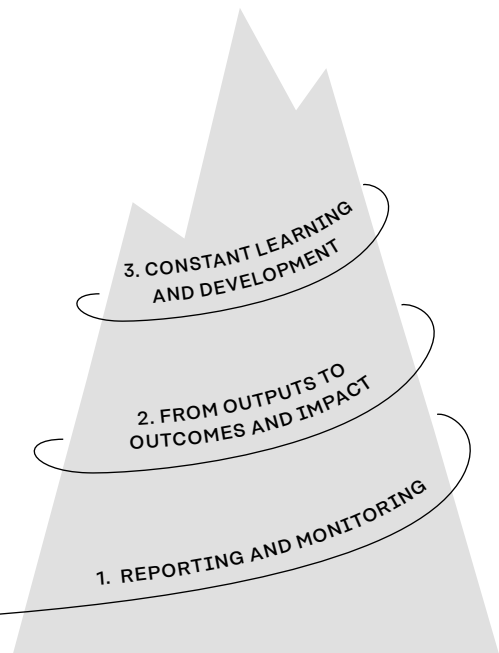 3. CONSTANT LEARNING
AND DEVELOPMENT
2. FROM OUTPUTS TO
OUTCOMES AND IMPACT
1. REPORTING AND MONITORING